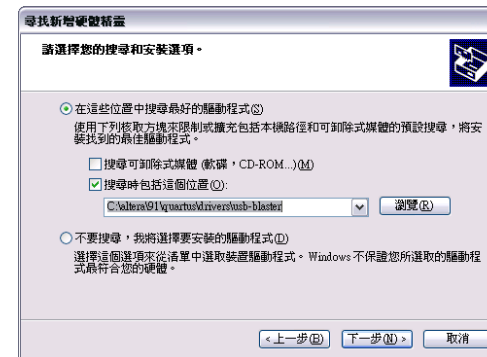 尋找新增硬體精靈
請選擇您的搜尋和安裝選項。
在這些位置中搜尋最好的驅動程式(S)
使用下列核取方塊來限制或擴充包括本機路徑和可卸除式媒體的預設搜尋，將安
裝找到的最佳驅動程式。
搜尋可卸除式媒體 (軟碟，CD-ROM...)(M)
搜尋時包括這個位置(O):
C:\altera\91\quartus\drivers\usb-blaster
瀏覽(R)
不要搜尋，我將選擇要安裝的驅動程式(D)
選擇這個選項來從清單中選取裝置驅動程式。Windows 不保證您所選取的驅動程
式最符合您的硬體。
<上一步(B)
下一步(N)>
取消